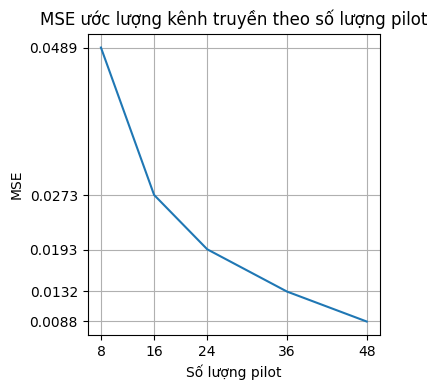 MSE ước lượng kênh truyền theo số lượng pilot
0.0489
0.0273
0.0193
0.0132
0.0088
MSE
8 16 24 36 48
Số lượng pilot